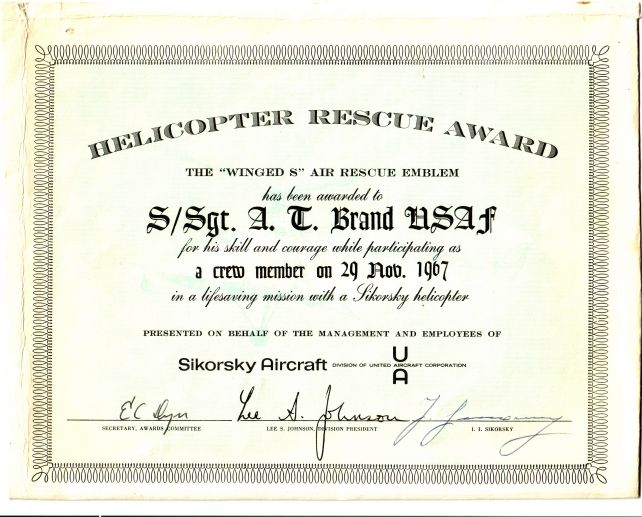 HELICOPTER RESCUE AWARD
THE "WINGED S" AIR RESCUE EMBLEM
has been awarded to
S/Sgt. A. T. Brand USAF
for his skill and courage while participating as
a crew member on 29 Nov. 1967
in a lifesaving mission with a Sikorsky helicopter
PRESENTED ON BEHALF OF THE MANAGEMENT AND EMPLOYEES OF
Sikorsky Aircraft DIVISION OF UNITED AIRCRAFT CORPORATION
U
A
Lee S. Johnson
SECRETARY, AWARDS COMMITTEE LEE S. JOHNSON, DIVISION PRESIDENT I. I. SIKORSKY